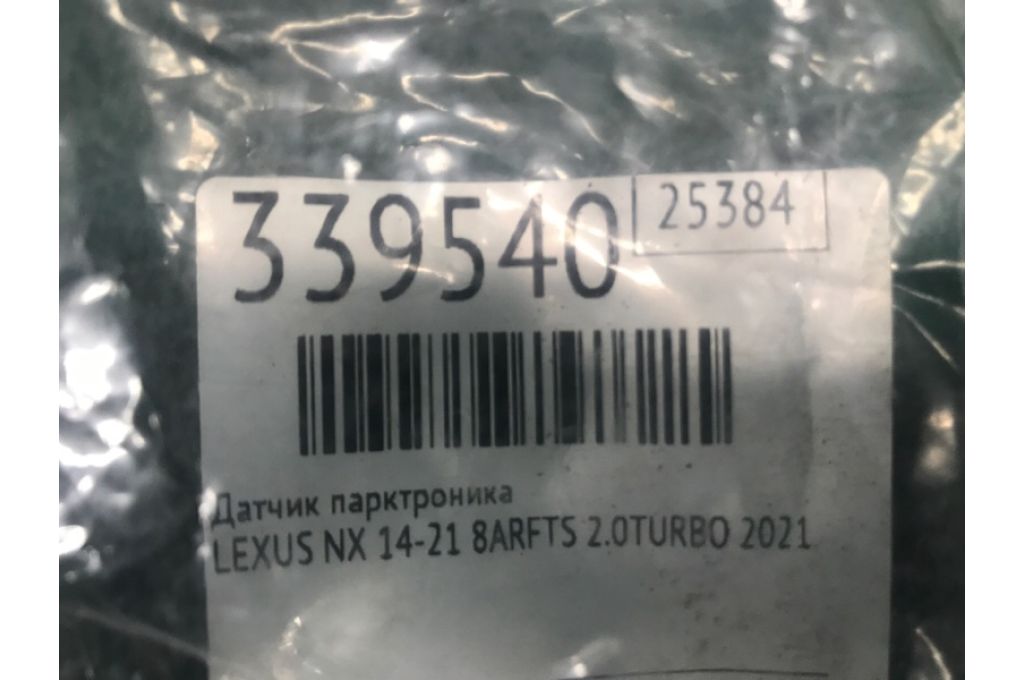 339540
25384
Датчик парктроника
LEXUS NX 14-21 8ARFTS 2.0TURBO 2021